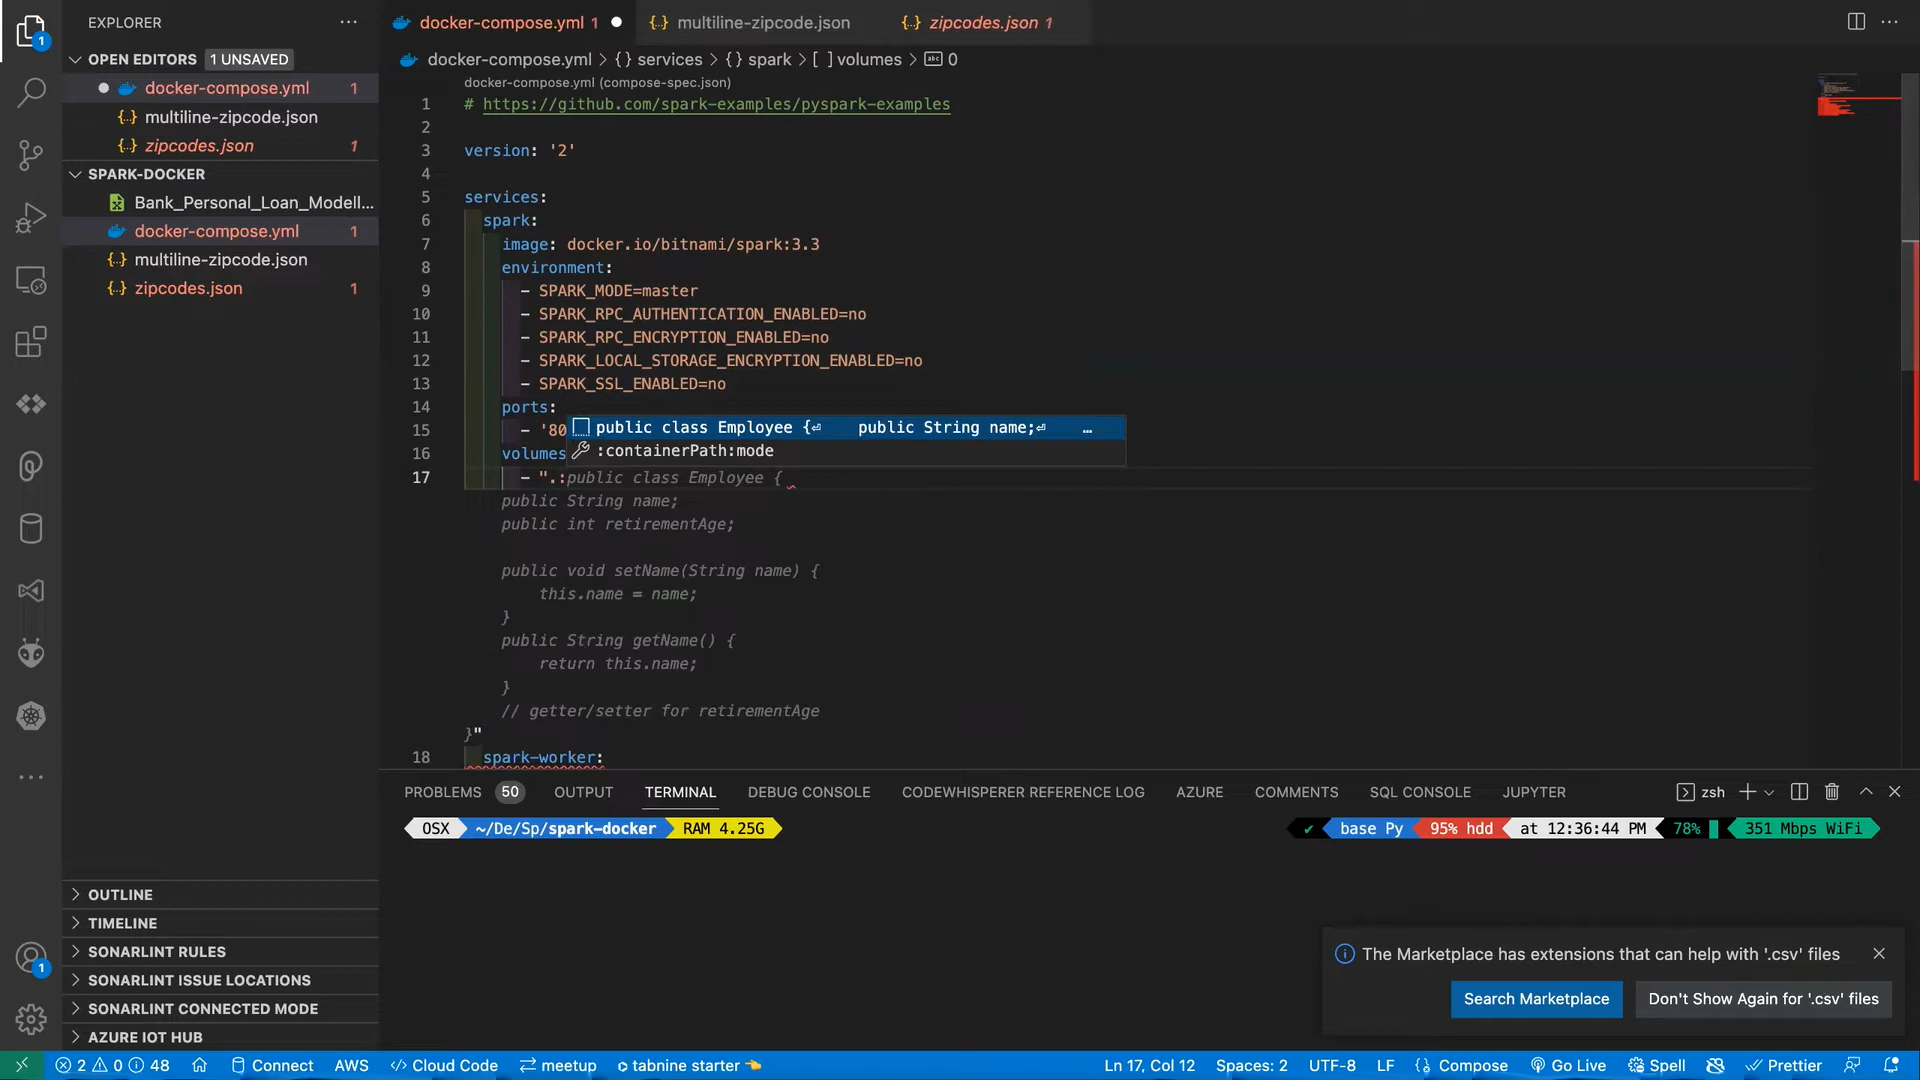 EXPLORER
OPEN EDITORS 1 UNSAVED
docker-compose.yml 1
multiline-zipcode.json
zipcodes.json 1
SPARK-DOCKER
Bank_Personal_Loan_Modell...
docker-compose.yml 1
multiline-zipcode.json
zipcodes.json 1
OUTLINE
TIMELINE
SONARLINT RULES
SONARLINT ISSUE LOCATIONS
SONARLINT CONNECTED MODE
AZURE IOT HUB
1
1
docker-compose.yml 1 multiline-zipcode.json zipcodes.json 1
docker-compose.yml > {} services > {} spark > [ ] volumes > abc 0
docker-compose.yml (compose-spec.json)
1 # https://github.com/spark-examples/pyspark-examples
2
3 version: '2'
4
5 services:
6 spark:
7 image: docker.io/bitnami/spark:3.3
8 environment:
9 - SPARK_MODE=master
10 - SPARK_RPC_AUTHENTICATION_ENABLED=no
11 - SPARK_RPC_ENCRYPTION_ENABLED=no
12 - SPARK_LOCAL_STORAGE_ENCRYPTION_ENABLED=no
13 - SPARK_SSL_ENABLED=no
14 ports:
15 - '80
public class Employee {⏎ public String name;⏎ …
:containerPath:mode
16 volumes
17 - ".:public class Employee {
public String name;
public int retirementAge;
public void setName(String name) {
this.name = name;
}
public String getName() {
return this.name;
}
// getter/setter for retirementAge
}"
18 spark-worker:
PROBLEMS 50 OUTPUT TERMINAL DEBUG CONSOLE CODEWHISPERER REFERENCE LOG AZURE COMMENTS SQL CONSOLE JUPYTER zsh
OSX ~/De/Sp/spark-docker RAM 4.25G ✔ base Py 95% hdd at 12:36:44 PM 78% 351 Mbps WiFi
The Marketplace has extensions that can help with '.csv' files
Search Marketplace Don't Show Again for '.csv' files
2 0 48 Connect AWS Cloud Code meetup tabnine starter Ln 17, Col 12 Spaces: 2 UTF-8 LF {} Compose Go Live Spell Prettier